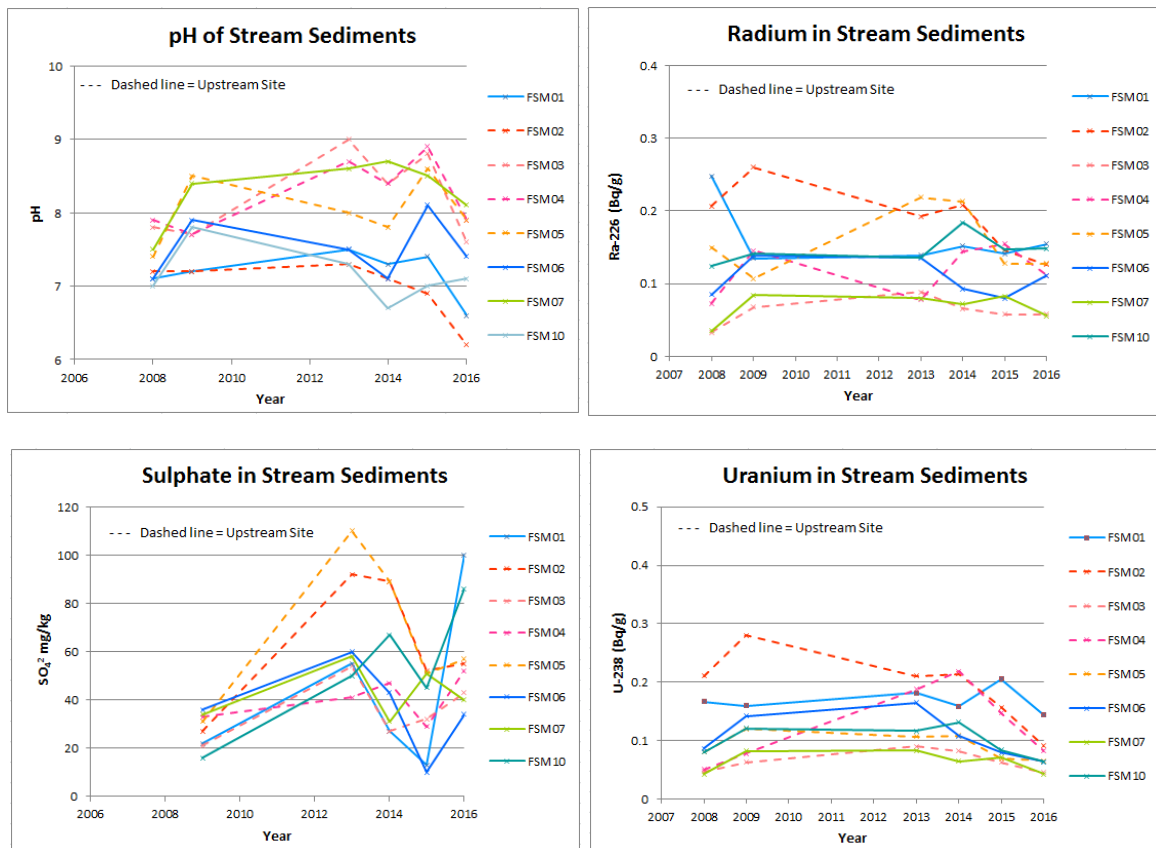 pH of Stream Sediments
10
9
8
7
6
pH
--- Dashed line = Upstream Site
2006
2008
2010
2012
2014
2016
Year
FSM01
FSM02
FSM03
FSM04
FSM05
FSM06
FSM07
FSM10
Radium in Stream Sediments
0.4
0.3
0.2
0.1
0
Ra-226 (Bq/g)
--- Dashed line = Upstream Site
2007
2008
2009
2010
2011
2012
2013
2014
2015
2016
Year
FSM01
FSM02
FSM03
FSM04
FSM05
FSM06
FSM07
FSM10
Sulphate in Stream Sediments
120
100
80
60
40
20
0
SO₄² mg/kg
--- Dashed line = Upstream Site
2006
2008
2010
2012
2014
2016
Year
FSM01
FSM02
FSM03
FSM04
FSM05
FSM06
FSM07
FSM10
Uranium in Stream Sediments
0.5
0.4
0.3
0.2
0.1
0
U-238 (Bq/g)
--- Dashed line = Upstream Site
2007
2008
2009
2010
2011
2012
2013
2014
2015
2016
Year
FSM01
FSM02
FSM03
FSM04
FSM05
FSM06
FSM07
FSM10